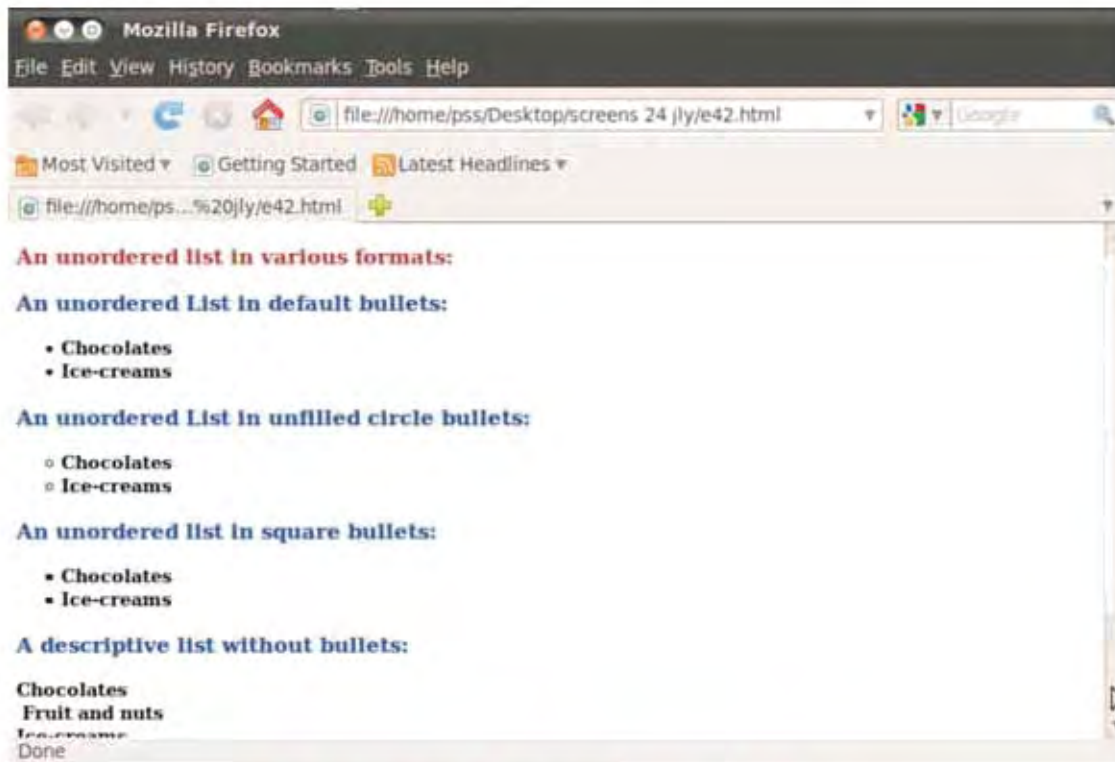 Mozilla Firefox
File Edit View History Bookmarks Tools Help
file:///home/pss/Desktop/screens 24 jly/e42.html Google
Most Visited Getting Started Latest Headlines
file:///home/ps...%20jly/e42.html
An unordered list in various formats:
An unordered List in default bullets:
• Chocolates
• Ice-creams
An unordered List in unfilled circle bullets:
○ Chocolates
○ Ice-creams
An unordered list in square bullets:
▪ Chocolates
▪ Ice-creams
A descriptive list without bullets:
Chocolates
Fruit and nuts
Ice-creams
Done